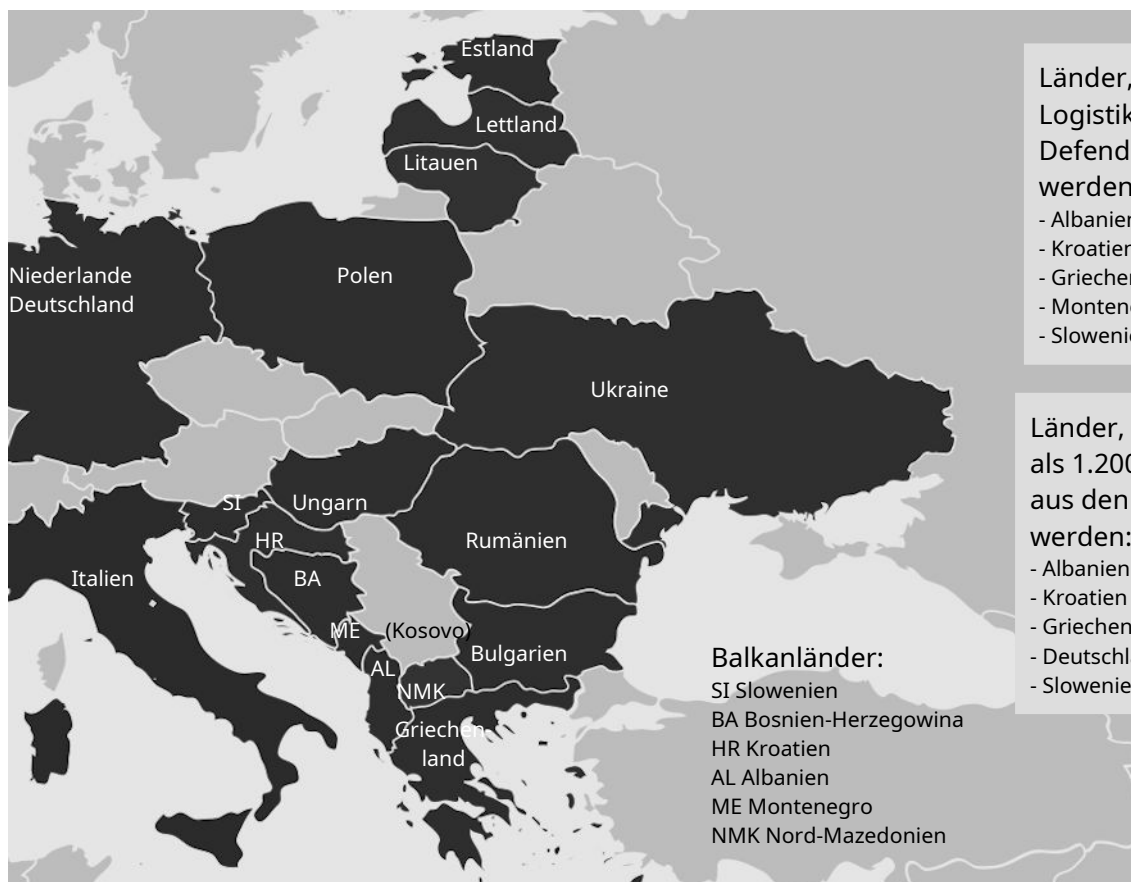 Estland
Lettland
Litauen
Niederlande
Deutschland
Polen
Ukraine
SI
Ungarn
HR
Rumänien
Italien
BA
ME
(Kosovo)
AL
Bulgarien
NMK
Griechen-
land
Balkanländer:
SI Slowenien
BA Bosnien-Herzegowina
HR Kroatien
AL Albanien
ME Montenegro
NMK Nord-Mazedonien
Länder,
Logistik
Defend
werden
- Albanien
- Kroatien
- Grieche
- Monten
- Slowenie
Länder,
als 1.200
aus den
werden:
- Albanien
- Kroatien
- Griechen
- Deutschl
- Slowenie